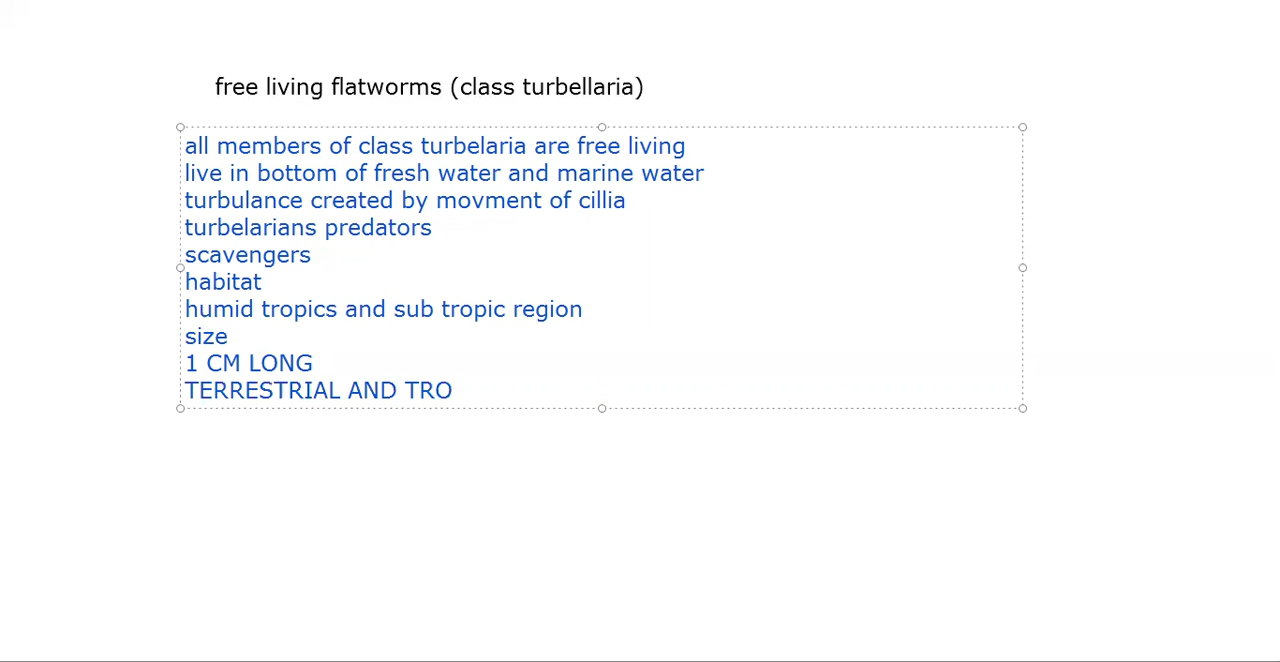 free living flatworms (class turbellaria)
all members of class turbelaria are free living
live in bottom of fresh water and marine water
turbulance created by movment of cillia
turbelarians predators
scavengers
habitat
humid tropics and sub tropic region
size
1 CM LONG
TERRESTRIAL AND TRO